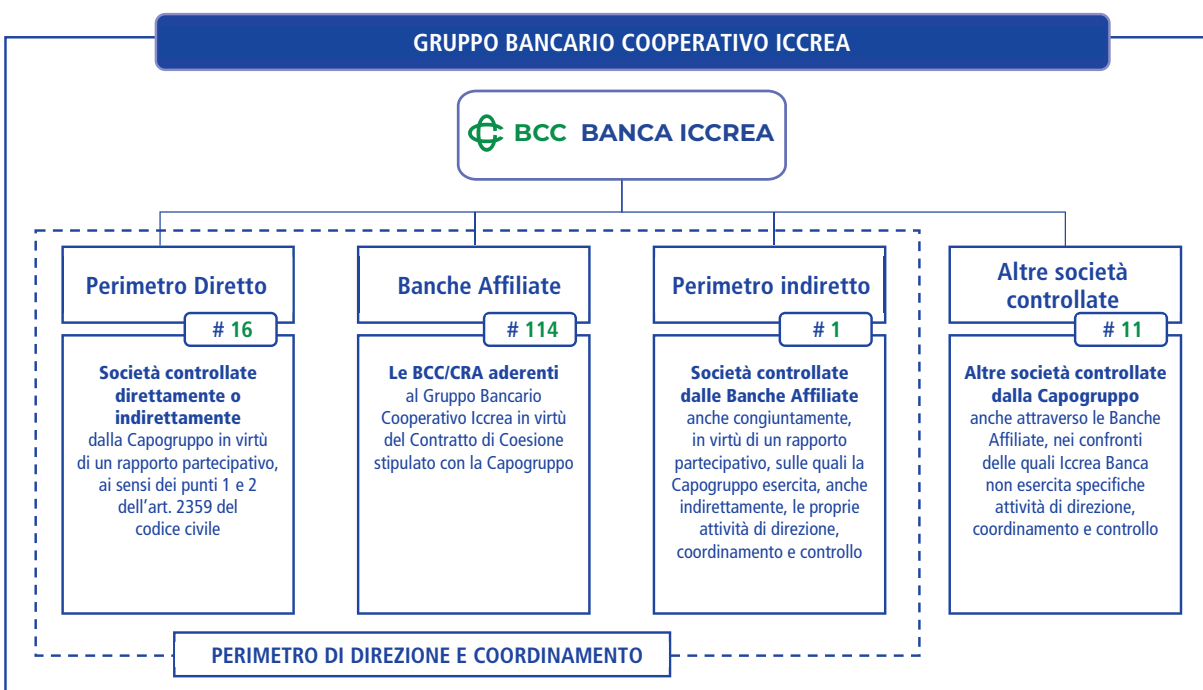 GRUPPO BANCARIO COOPERATIVO ICCREA
BCC BANCA ICCREA
Perimetro Diretto
# 16
Società controllate
direttamente o
indirettamente
dalla Capogruppo in virtù
di un rapporto partecipativo,
ai sensi dei punti 1 e 2
dell'art. 2359 del
codice civile
Banche Affiliate
# 114
Le BCC/CRA aderenti
al Gruppo Bancario
Cooperativo Iccrea in virtù
del Contratto di Coesione
stipulato con la Capogruppo
Perimetro indiretto
# 1
Società controllate
dalle Banche Affiliate
anche congiuntamente,
in virtù di un rapporto
partecipativo, sulle quali la
Capogruppo esercita, anche
indirettamente, le proprie
attività di direzione,
coordinamento e controllo
Altre società
controllate
# 11
Altre società controllate
dalla Capogruppo
anche attraverso le Banche
Affiliate, nei confronti
delle quali Iccrea Banca
non esercita specifiche
attività di direzione,
coordinamento e controllo
PERIMETRO DI DIREZIONE E COORDINAMENTO